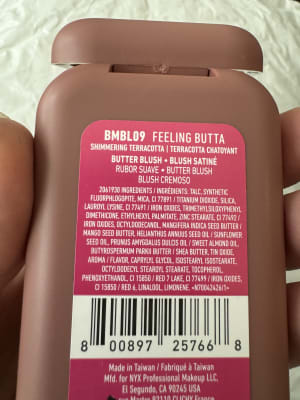 BMBL09 FEELING BUTTA
SHIMMERING TERRACOTTA | TERRACOTTA CHATOYANT
BUTTER BLUSH • BLUSH SATINÉ
RUBOR SUAVE • BUTTER BLUSH
BLUSH CREMOSO
2061930 INGREDIENTS / INGRÉDIENTS: TALC, SYNTHETIC
FLUORPHLOGOPITE, MICA, CI 77891 / TITANIUM DIOXIDE, SILICA,
LAUROYL LYSINE, CI 77491 / IRON OXIDES, TRIMETHYLSILOXYPHENYL
DIMETHICONE, ETHYLHEXYL PALMITATE, ZINC STEARATE, CI 77492 /
IRON OXIDES, OCTYLDODECANOL, MANGIFERA INDICA SEED BUTTER /
MANGO SEED BUTTER, HELIANTHUS ANNUUS SEED OIL / SUNFLOWER
SEED OIL, PRUNUS AMYGDALUS DULCIS OIL / SWEET ALMOND OIL,
BUTYROSPERMUM PARKII BUTTER / SHEA BUTTER, TIN OXIDE,
AROMA / FLAVOR, CAPRYLYL GLYCOL, ISOSTEARYL ISOSTEARATE,
OCTYLDODECYL STEAROYL STEARATE, TOCOPHEROL,
PHENOXYETHANOL, CI 15850 / RED 7 LAKE, CI 77499 / IRON OXIDES,
CI 15850 / RED 6, LINALOOL, LIMONENE.
8 00897 25766 8
Made in Taiwan / Fabriqué à Taiwan
Mfd. for NYX Professional Makeup LLC,
El Segundo, CA 90245 USA
92110 CLICHY France